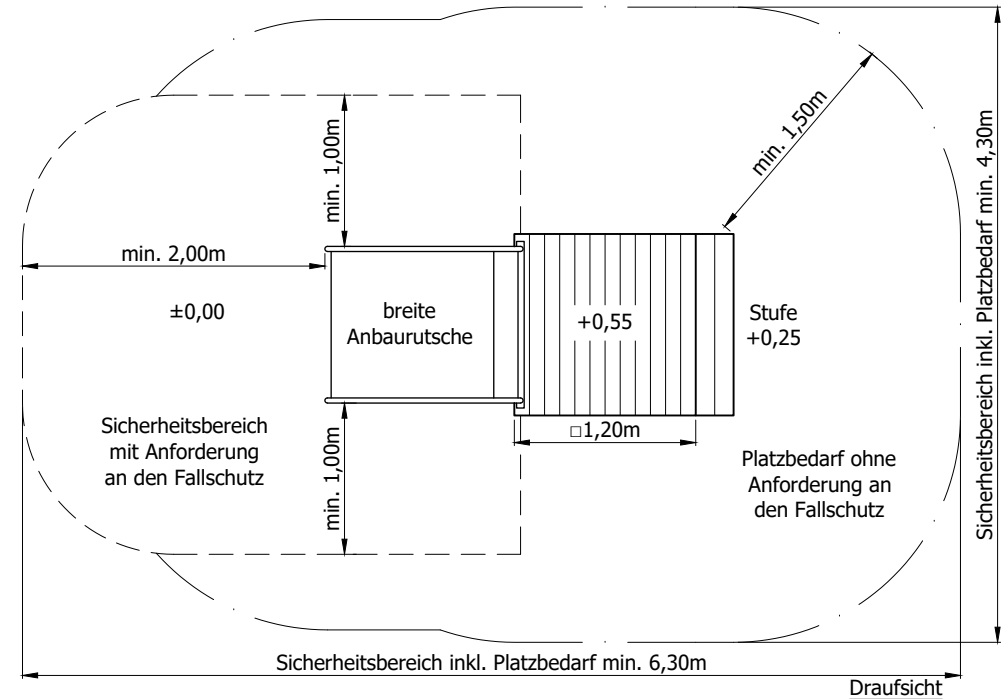 min. 1,00m
min. 1,50m
Sicherheitsbereich inkl. Platzbedarf min. 4,30m
min. 2,00m
±0,00
breite
Anbaurutsche
+0,55
Stufe
+0,25
Sicherheitsbereich
mit Anforderung
an den Fallschutz
min. 1,00m
□1,20m
Platzbedarf ohne
Anforderung an
den Fallschutz
Sicherheitsbereich inkl. Platzbedarf min. 6,30m
Draufsicht